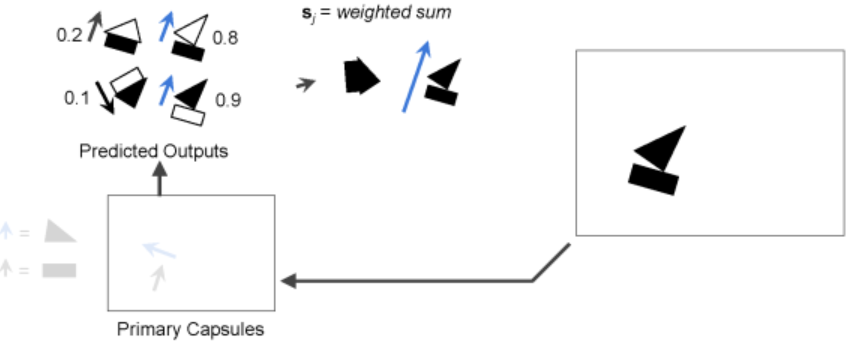 s_j = weighted sum
0.2
0.8
0.1
0.9
Predicted Outputs
=
=
Primary Capsules